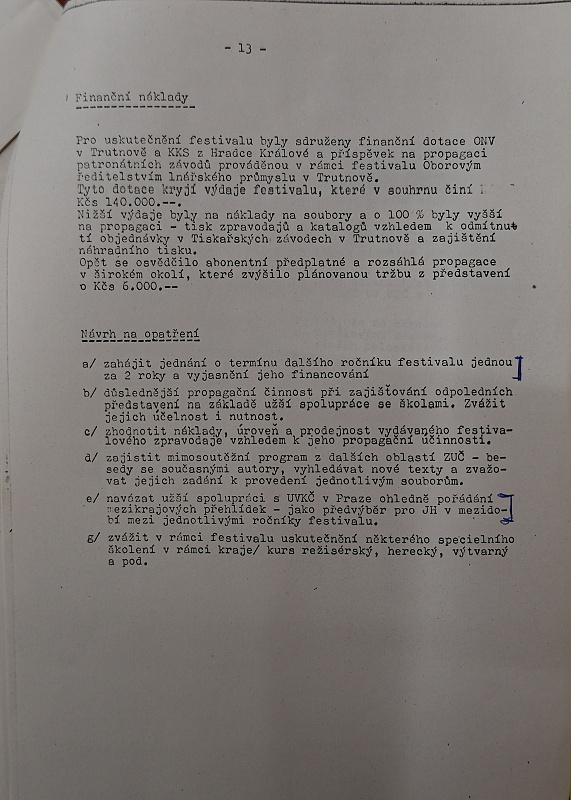 - 13 -
Finanční náklady
Pro uskutečnění festivalu byly sdruženy finanční dotace ONV
v Trutnově a KKS z Hradce Králové a příspěvek na propagaci
patronátních závodů prováděnou v rámci festivalu Oborovým
ředitelstvím lnářského průmyslu v Trutnově.
Tyto dotace kryjí výdaje festivalu, které v souhrnu činí
Kčs 140.000.--.
Nižší výdaje byly na náklady na soubory a o 100 % byly vyšší
na propagaci - tisk zpravodajů a katalogů vzhledem k odmítnu
tí objednávky v Tiskařských závodech v Trutnově a zajištění
náhradního tisku.
Opět se osvědčilo abonentní předplatné a rozsáhlá propagace
v širokém okolí, které zvýšilo plánovanou tržbu z představení
o Kčs 6.000.--
Návrh na opatření
a/ zahájit jednání o termínu dalšího ročníku festivalu jednou
za 2 roky a vyjasnění jeho financování
b/ důslednější propagační činnost při zajišťování odpoledních
představení na základě užší spolupráce se školami. Zvážit
jejich účelnost i nutnost.
c/ zhodnotit náklady, úroveň a prodejnost vydávaného festiva-
lového zpravodaje vzhledem k jeho propagační účinnosti.
d/ zajistit mimosoutěžní program z dalších oblastí ZUČ - be-
sedy se současnými autory, vyhledávat nové texty a zvažo-
vat jejich zadání k provedení jednotlivým souborům.
e/ navázat užší spolupráci s UVKČ v Praze ohledně pořádání
mezikrajových přehlídek - jako předvýběr pro JH v mezido-
bí mezi jednotlivými ročníky festivalu.
g/ zvážit v rámci festivalu uskutečnění některého specielního
školení v rámci kraje/ kurs režisérský, herecký, výtvarný
a pod.